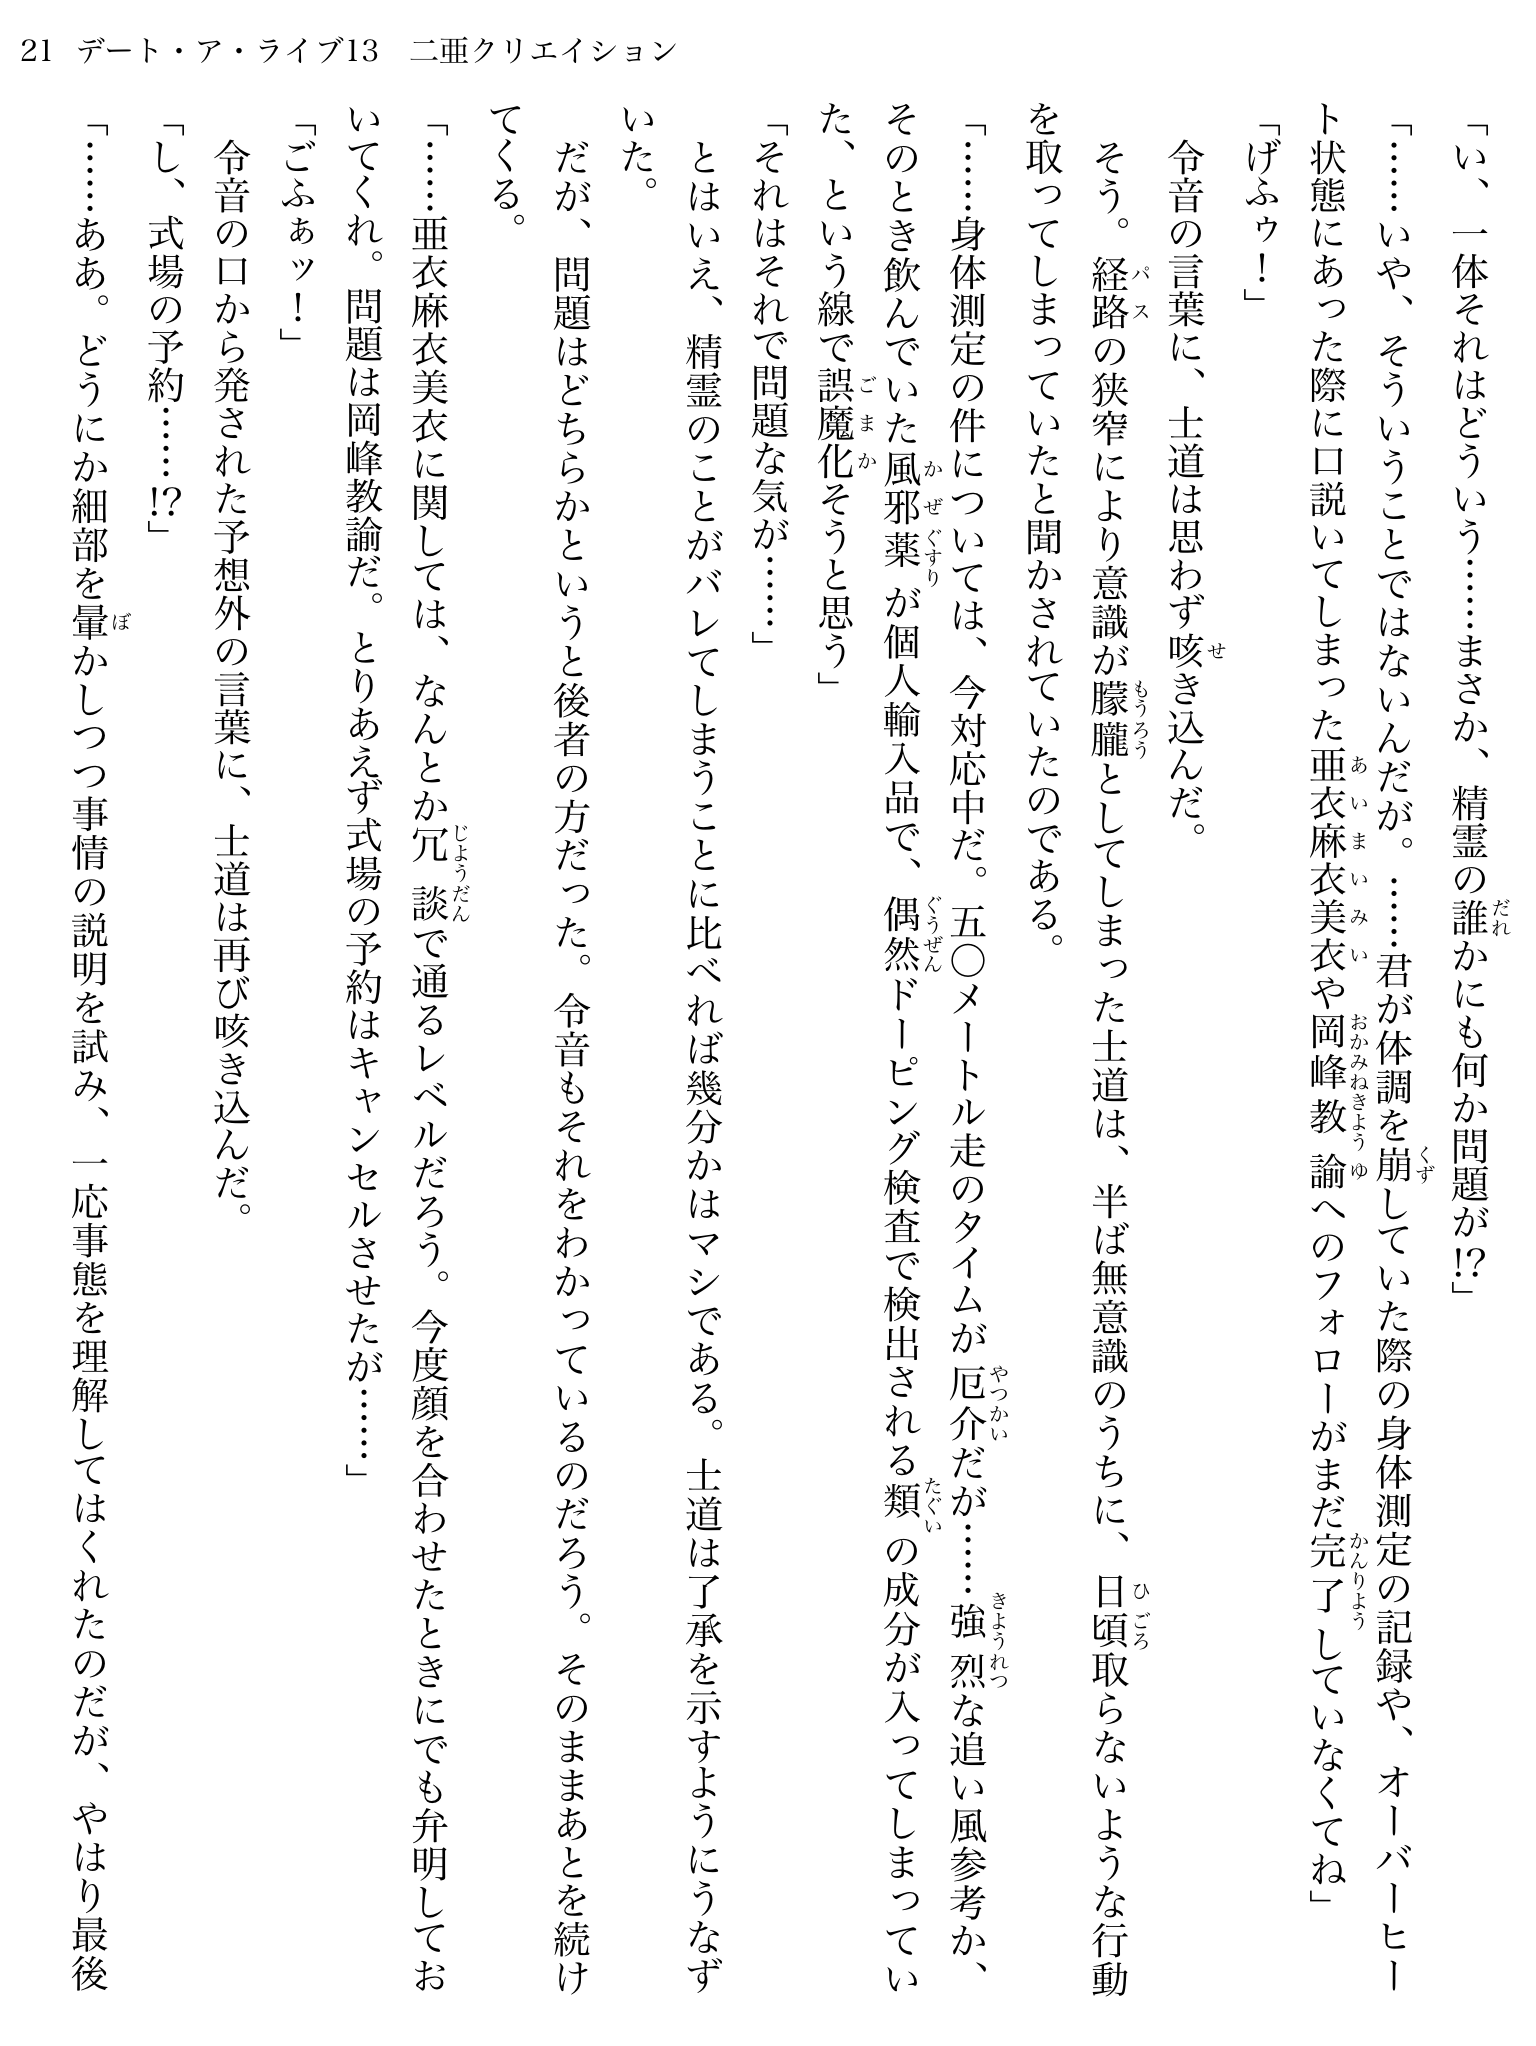 21 デート・ア・ライブ13 二亜クリエイション
「い、一体それはどういう……まさか、精霊の誰かにも何か問題が!?」
「……いや、そういうことではないんだが。……君が体調を崩していた際の身体測定の記録や、オーバーヒー
ト状態にあった際に口説いてしまった亜衣麻衣美衣や岡峰教諭へのフォローがまだ完了していなくてね」
「げふゥ！」
令音の言葉に、士道は思わず咳き込んだ。
そう。経路の狭窄により意識が朦朧としてしまった士道は、半ば無意識のうちに、日頃取らないような行動
を取ってしまっていたと聞かされていたのである。
「……身体測定の件については、今対応中だ。五〇メートル走のタイムが厄介だが……強烈な追い風参考か、
そのとき飲んでいた風邪薬が個人輸入品で、偶然ドーピング検査で検出される類の成分が入ってしまってい
た、という線で誤魔化そうと思う」
「それはそれで問題な気が……」
とはいえ、精霊のことがバレてしまうことに比べれば幾分かはマシである。士道は了承を示すようにうなず
いた。
だが、問題はどちらかというと後者の方だった。令音もそれをわかっているのだろう。そのままあとを続け
てくる。
「……亜衣麻衣美衣に関しては、なんとか冗談で通るレベルだろう。今度顔を合わせたときにでも弁明してお
いてくれ。問題は岡峰教諭だ。とりあえず式場の予約はキャンセルさせたが……」
「ごふぁッ！」
令音の口から発された予想外の言葉に、士道は再び咳き込んだ。
「し、式場の予約……!?」
「……ああ。どうにか細部を暈かしつつ事情の説明を試み、一応事態を理解してはくれたのだが、やはり最後